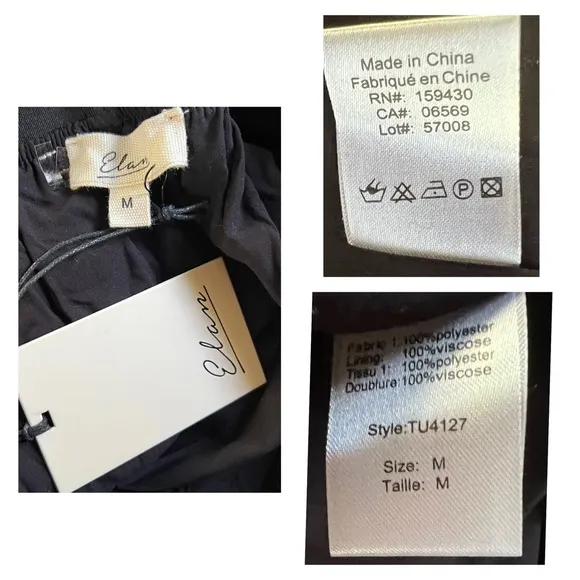 Elan
M
Elan
Made in China
Fabriqué en Chine
RN#: 159430
CA#: 06569
Lot#: 57008
Fabric 1:100%polyester
Lining: 100%viscose
Tissu 1: 100%polyester
Doublure:100%viscose
Style:TU4127
Size: M
Taille: M